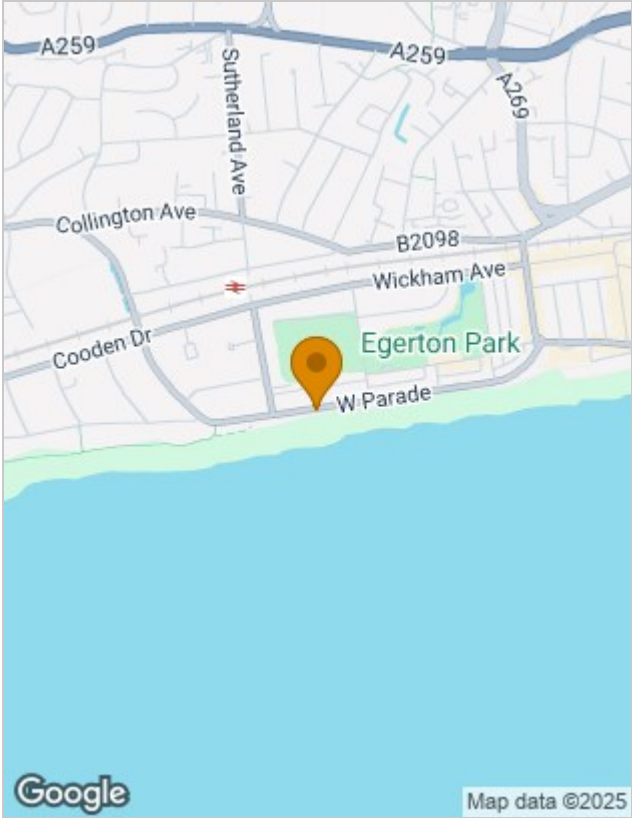 A259
A259
A269
Sutherland Ave
Collington Ave
B2098
Wickham Ave
Cooden Dr
Egerton Park
W Parade
Google
Map data ©2025